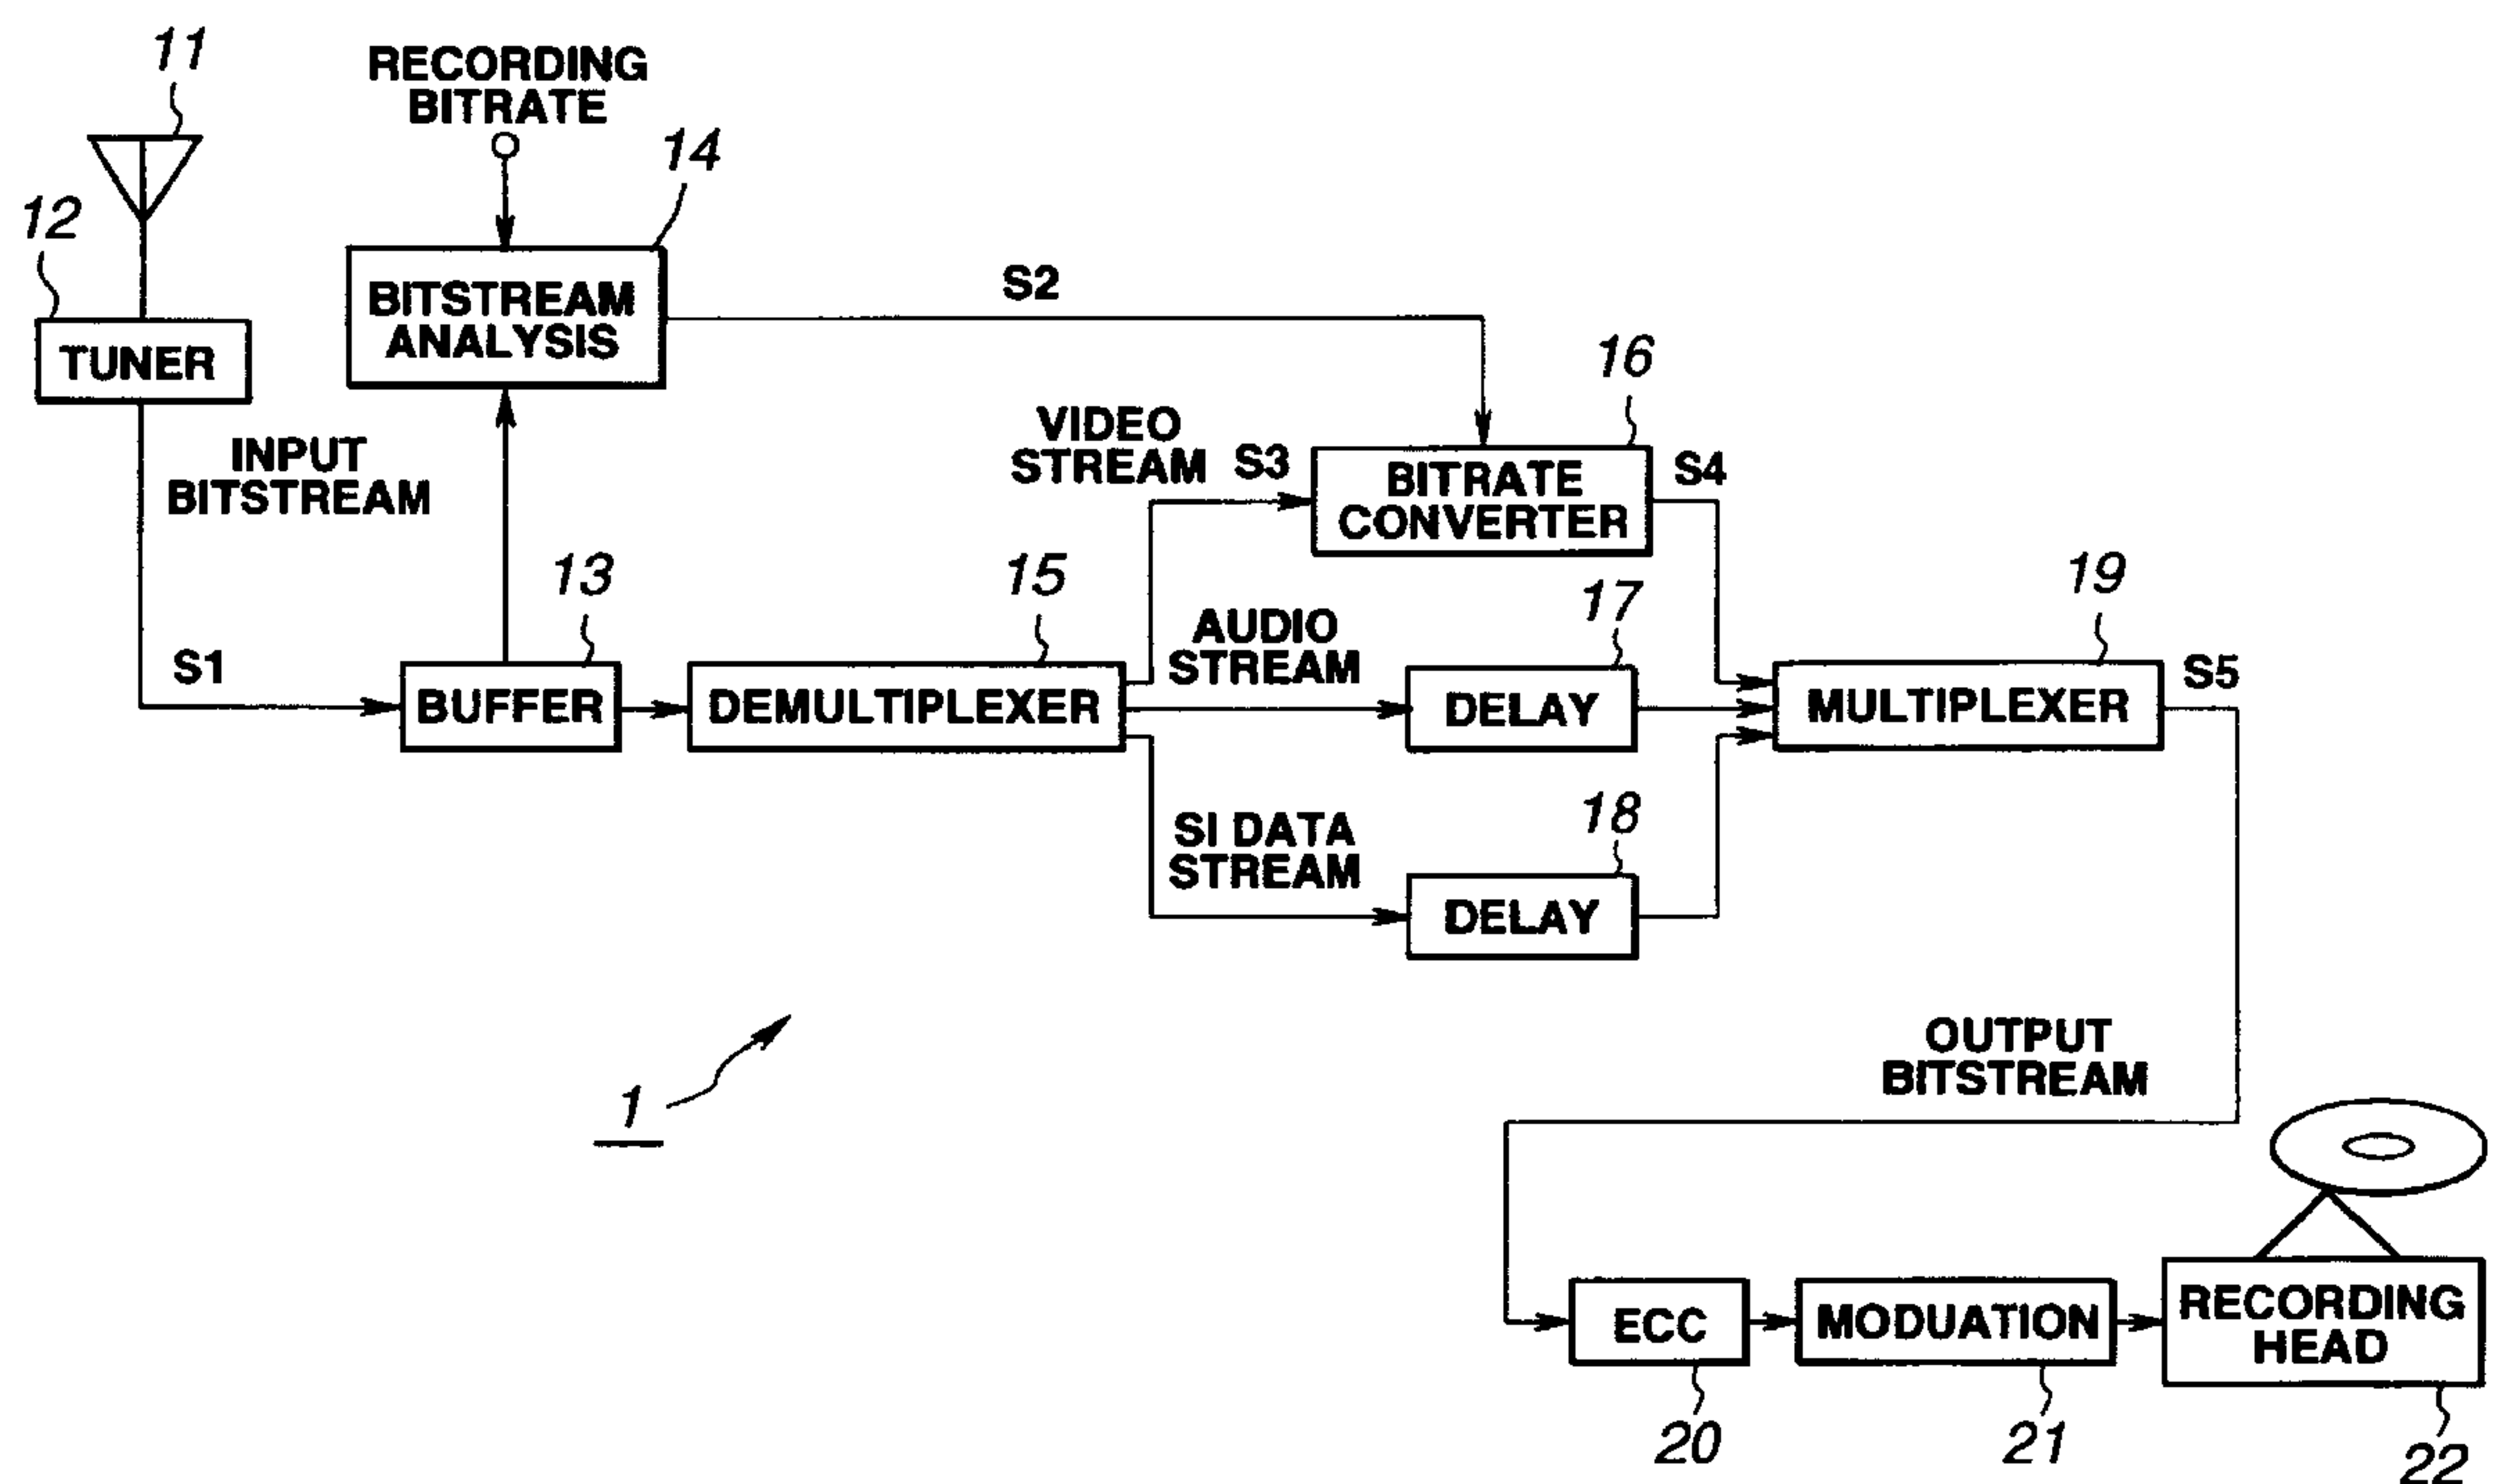 11
RECORDING
BITRATE
14
12
BITSTREAM
ANALYSIS
S2
TUNER
16
INPUT
BITSTREAM
VIDEO
STREAM
S3
BITRATE
CONVERTER
S4
13
15
17
19
AUDIO
STREAM
S1
BUFFER
DEMULTIPLEXER
DELAY
MULTIPLEXER
S5
18
SI DATA
STREAM
DELAY
OUTPUT
BITSTREAM
1
ECC
MODUATION
RECORDING
HEAD
20
21
22